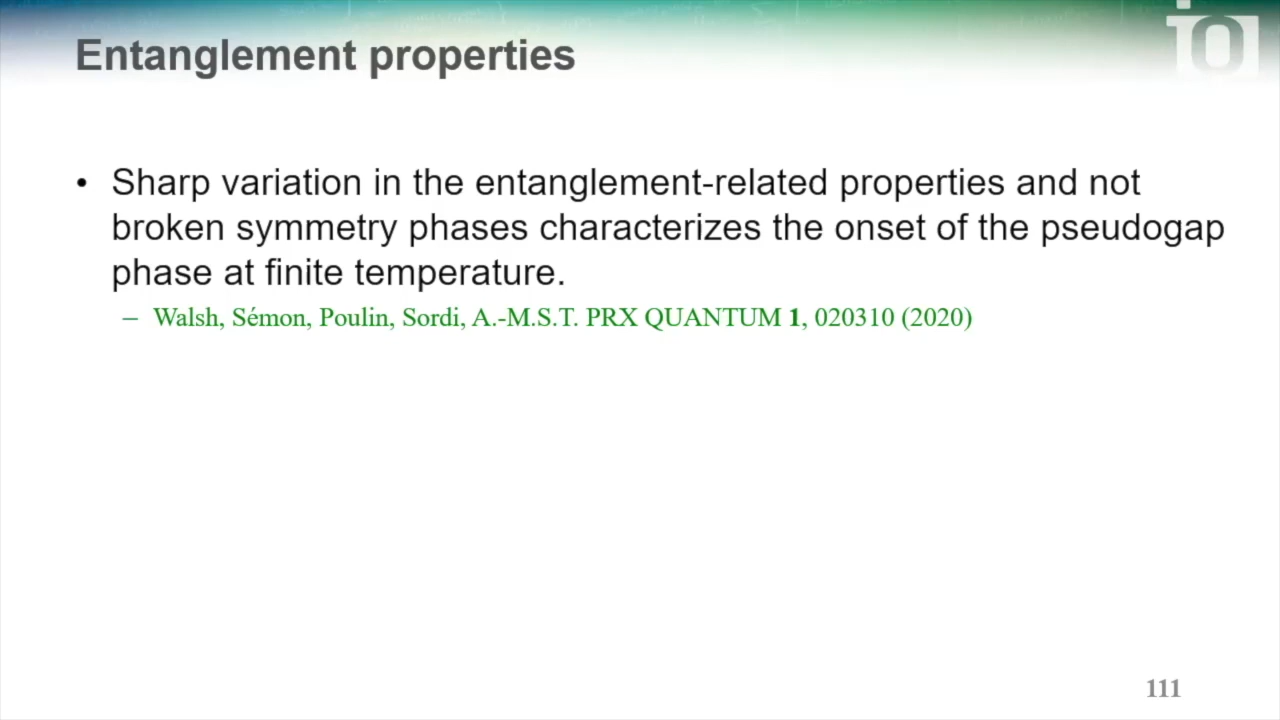 Entanglement properties
• Sharp variation in the entanglement-related properties and not
broken symmetry phases characterizes the onset of the pseudogap
phase at finite temperature.
– Walsh, Sémon, Poulin, Sordi, A.-M.S.T. PRX QUANTUM 1, 020310 (2020)
111